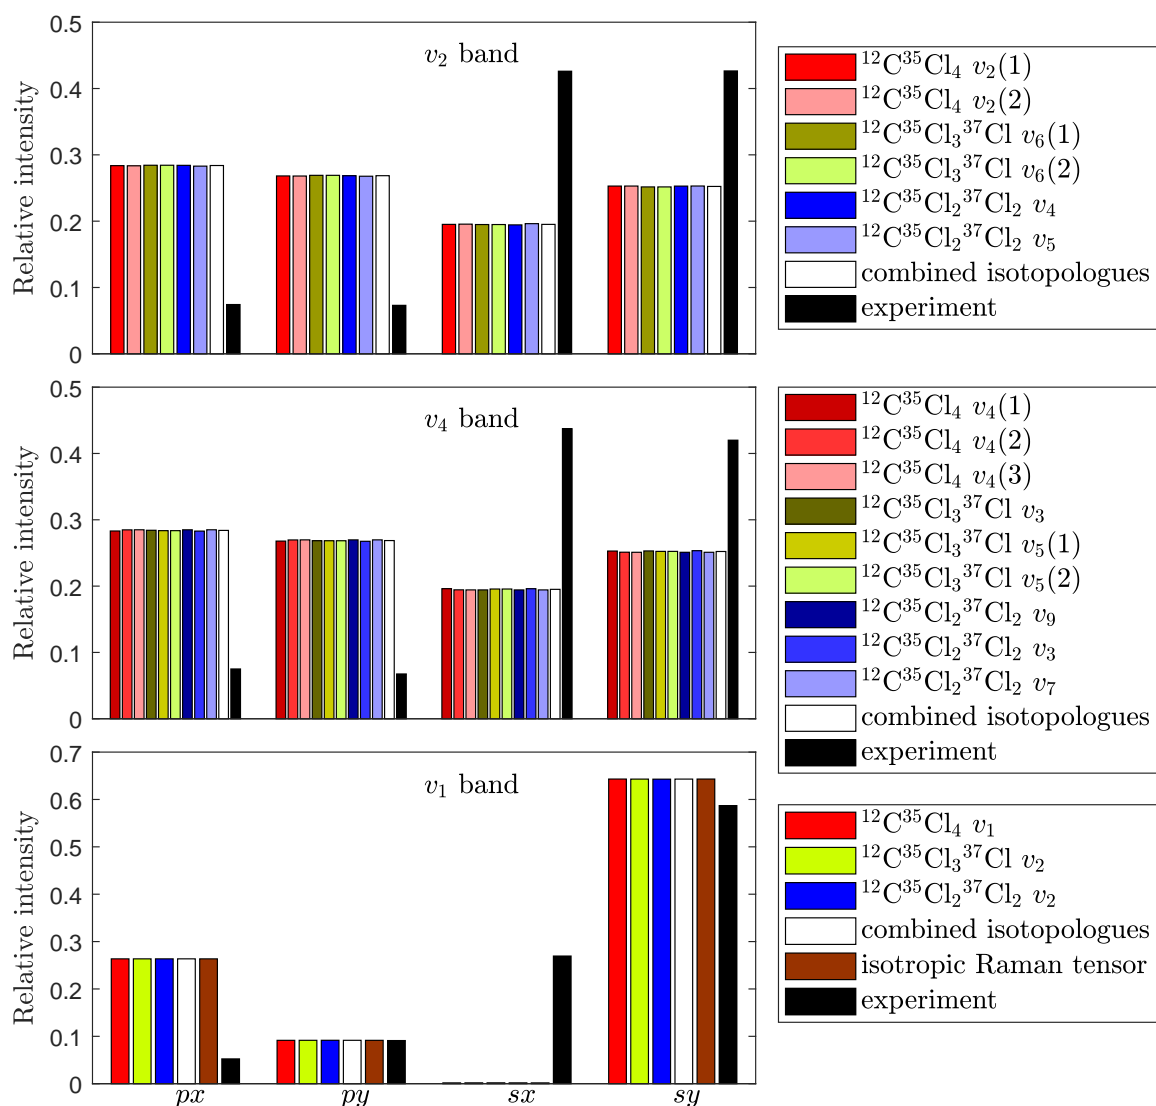 0.5
0.4
0.3
0.2
0.1
0
Relative intensity
v₂ band
¹²C³⁵Cl₄ v₂(1)
¹²C³⁵Cl₄ v₂(2)
¹²C³⁵Cl₃³⁷Cl v₆(1)
¹²C³⁵Cl₃³⁷Cl v₆(2)
¹²C³⁵Cl₂³⁷Cl₂ v₄
¹²C³⁵Cl₂³⁷Cl₂ v₅
combined isotopologues
experiment
0.5
0.4
0.3
0.2
0.1
0
Relative intensity
v₄ band
¹²C³⁵Cl₄ v₄(1)
¹²C³⁵Cl₄ v₄(2)
¹²C³⁵Cl₄ v₄(3)
¹²C³⁵Cl₃³⁷Cl v₃
¹²C³⁵Cl₃³⁷Cl v₅(1)
¹²C³⁵Cl₃³⁷Cl v₅(2)
¹²C³⁵Cl₂³⁷Cl₂ v₉
¹²C³⁵Cl₂³⁷Cl₂ v₃
¹²C³⁵Cl₂³⁷Cl₂ v₇
combined isotopologues
experiment
0.7
0.6
0.5
0.4
0.3
0.2
0.1
0
Relative intensity
v₁ band
px py sx sy
¹²C³⁵Cl₄ v₁
¹²C³⁵Cl₃³⁷Cl v₂
¹²C³⁵Cl₂³⁷Cl₂ v₂
combined isotopologues
isotropic Raman tensor
experiment